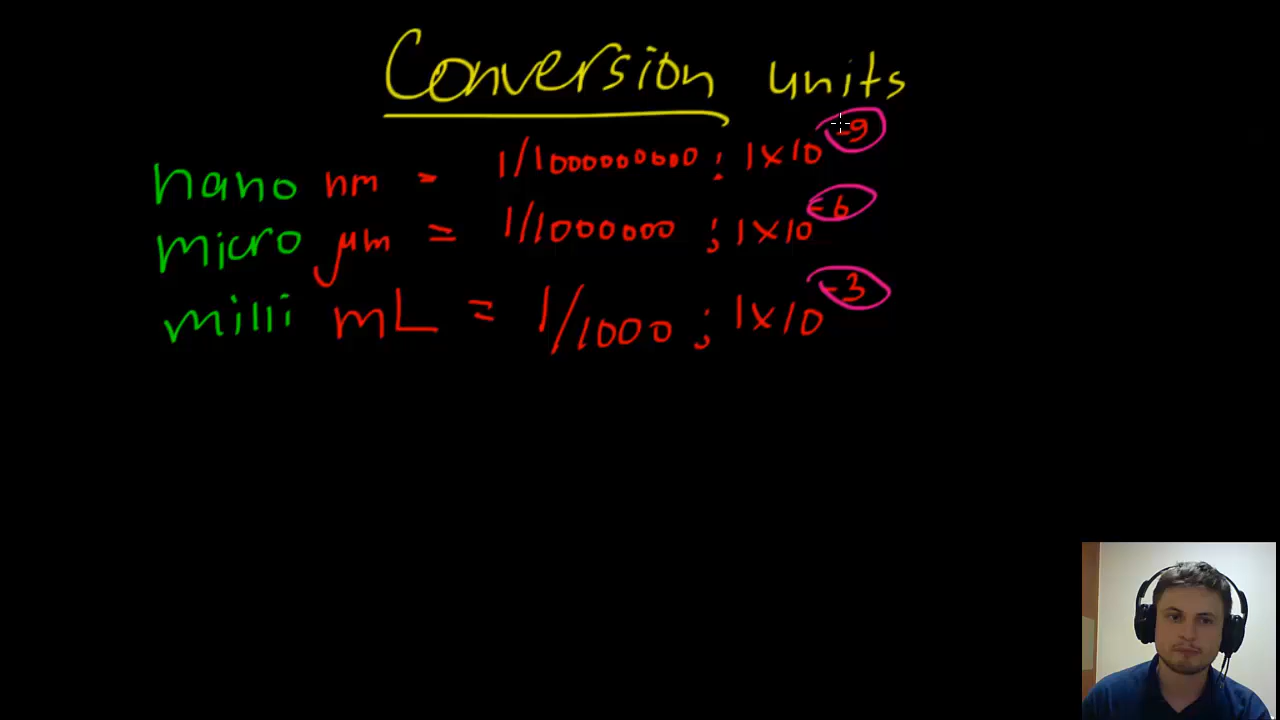 Conversion units
nano nm = 1/1000000000 ; 1x10^-9
micro µm = 1/1000000 ; 1x10^-6
milli mL = 1/1000 ; 1x10^-3